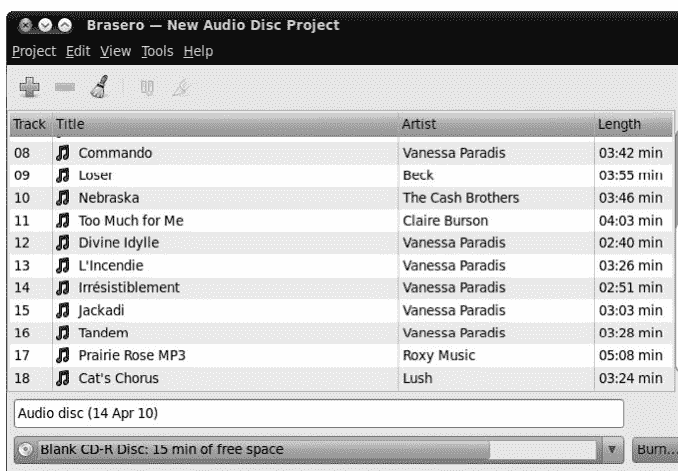 Brasero — New Audio Disc Project
Project Edit View Tools Help
Track Title Artist Length
08 Commando Vanessa Paradis 03:42 min
09 Loser Beck 03:55 min
10 Nebraska The Cash Brothers 03:46 min
11 Too Much for Me Claire Burson 04:03 min
12 Divine Idylle Vanessa Paradis 02:40 min
13 L'Incendie Vanessa Paradis 03:26 min
14 Irrésistiblement Vanessa Paradis 02:51 min
15 Jackadi Vanessa Paradis 03:03 min
16 Tandem Vanessa Paradis 03:28 min
17 Prairie Rose MP3 Roxy Music 05:08 min
18 Cat's Chorus Lush 03:24 min
Audio disc (14 Apr 10)
Blank CD-R Disc: 15 min of free space Burn...